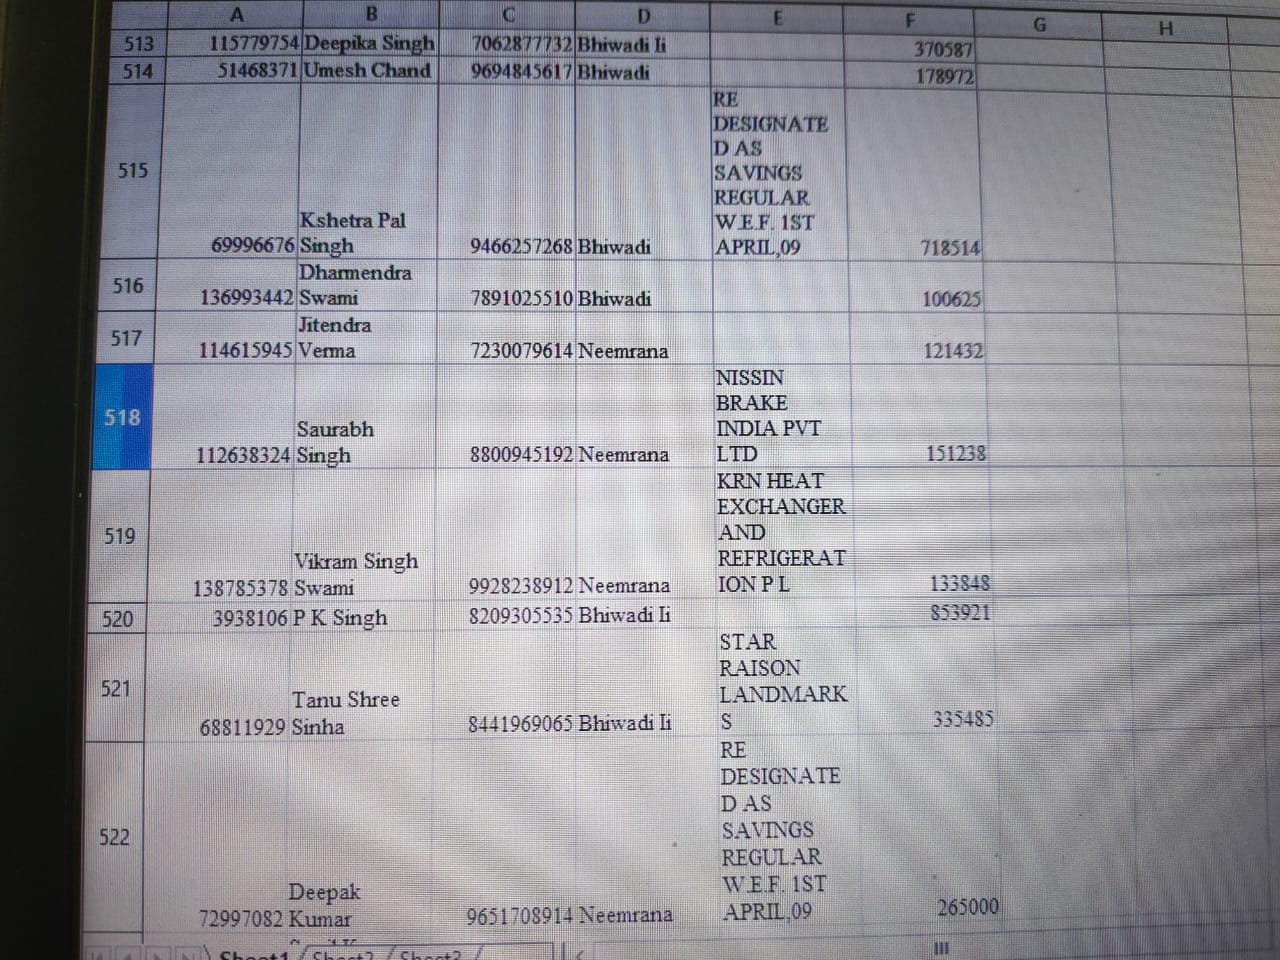 A B C D E F G H
513 115779754 Deepika Singh 7062877732 Bhiwadi Ii 370587
514 51468371 Umesh Chand 9694845617 Bhiwadi 178972
RE
DESIGNATE
D AS
515 SAVINGS
REGULAR
Kshetra Pal W.E.F. 1ST
69996676 Singh 9466257268 Bhiwadi APRIL,09 718514
516 Dharmendra
136993442 Swami 7891025510 Bhiwadi 100625
517 Jitendra
114615945 Verma 7230079614 Neemrana 121432
NISSIN
518 BRAKE
Saurabh INDIA PVT
112638324 Singh 8800945192 Neemrana LTD 151238
KRN HEAT
EXCHANGER
519 AND
Vikram Singh REFRIGERAT
138785378 Swami 9928238912 Neemrana ION P L 133848
520 3938106 P K Singh 8209305535 Bhiwadi Ii 853921
STAR
521 RAISON
Tanu Shree LANDMARK
68811929 Sinha 8441969065 Bhiwadi Ii S 335485
RE
DESIGNATE
D AS
522 SAVINGS
REGULAR
Deepak W.E.F. 1ST
72997082 Kumar 9651708914 Neemrana APRIL,09 265000
Sheet1 Sheet2 Sheet3